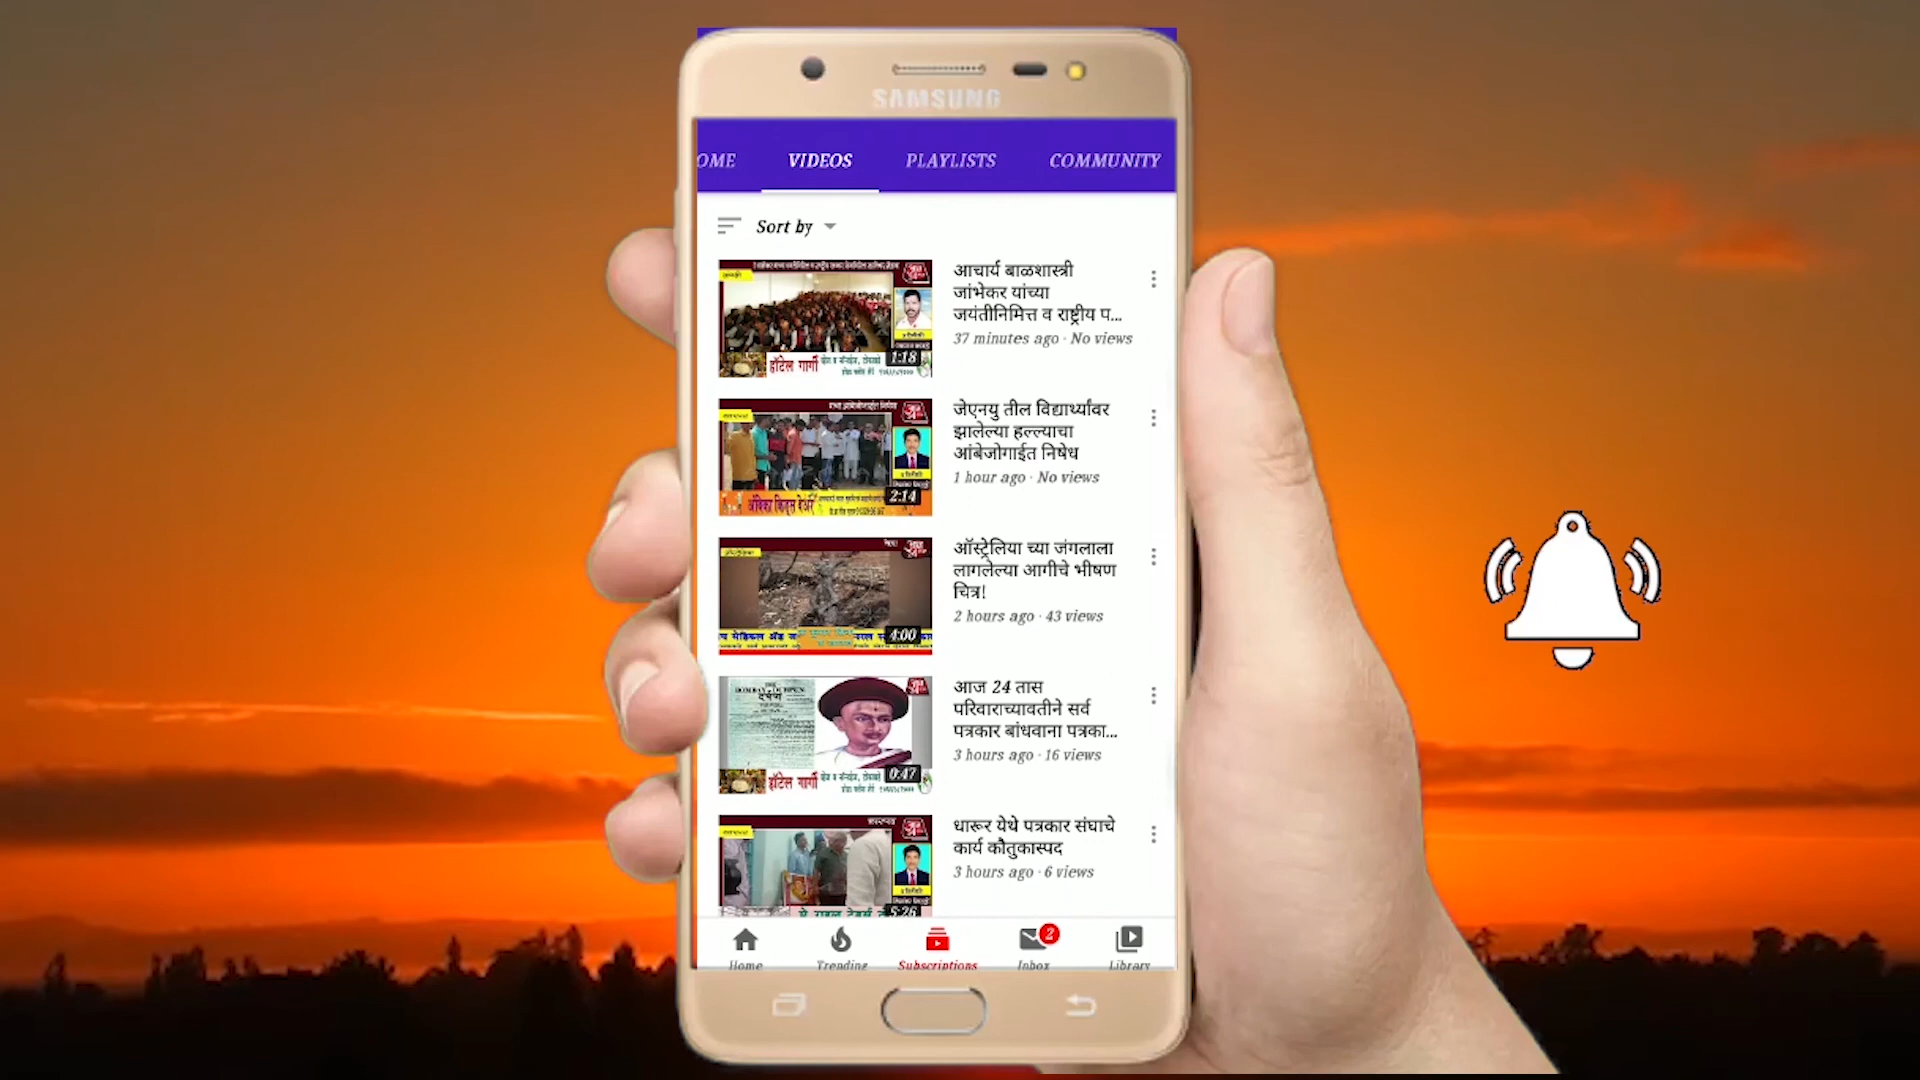 SAMSUNG
OME VIDEOS PLAYLISTS COMMUNITY
Sort by
आचार्य बाळशास्त्री
जांभेकर यांच्या
जयंतीनिमित्त व राष्ट्रीय प...
37 minutes ago · No views
हॉटेल गार्गी
1:18
जेएनयु तील विद्यार्थ्यांवर
झालेल्या हल्ल्याचा
आंबेजोगाईत निषेध
1 hour ago · No views
2:14
ऑस्ट्रेलिया च्या जंगलाला
लागलेल्या आगीचे भीषण
चित्र!
2 hours ago · 43 views
4:00
आज 24 तास
परिवाराच्यावतीने सर्व
पत्रकार बांधवाना पत्रका...
3 hours ago · 16 views
हॉटेल गार्गी
0:47
धारूर येथे पत्रकार संघाचे
कार्य कौतुकास्पद
3 hours ago · 6 views
5:26
2
Home Trending Subscriptions Inbox Library